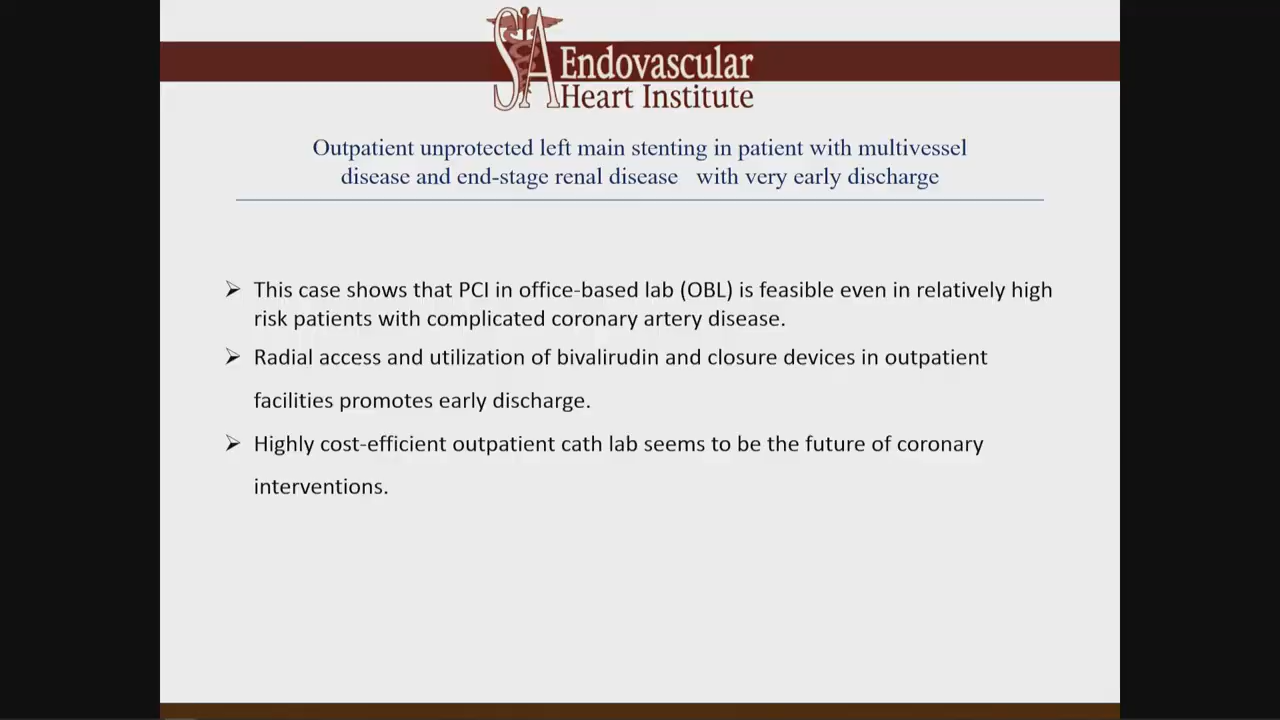 SA Endovascular
Heart Institute
Outpatient unprotected left main stenting in patient with multivessel
disease and end-stage renal disease with very early discharge
➢ This case shows that PCI in office-based lab (OBL) is feasible even in relatively high
risk patients with complicated coronary artery disease.
➢ Radial access and utilization of bivalirudin and closure devices in outpatient
facilities promotes early discharge.
➢ Highly cost-efficient outpatient cath lab seems to be the future of coronary
interventions.